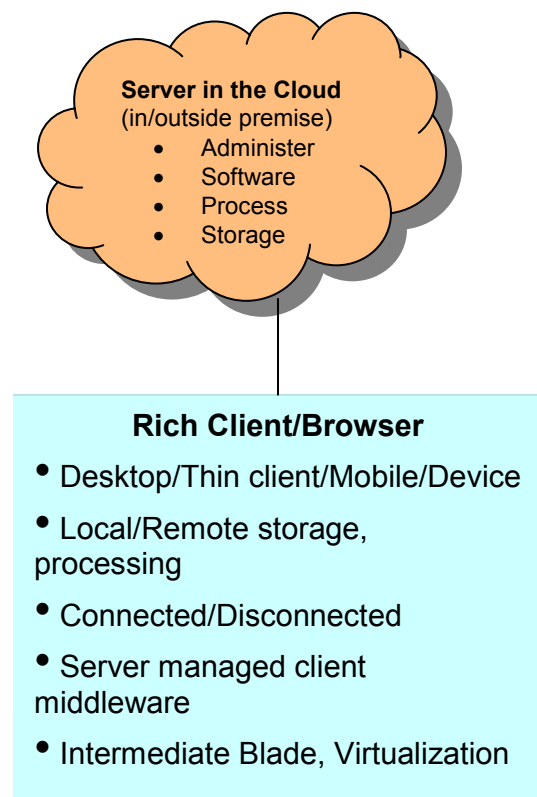 Server in the Cloud
(in/outside premise)
• Administer
• Software
• Process
• Storage
Rich Client/Browser
• Desktop/Thin client/Mobile/Device
• Local/Remote storage,
processing
• Connected/Disconnected
• Server managed client
middleware
• Intermediate Blade, Virtualization